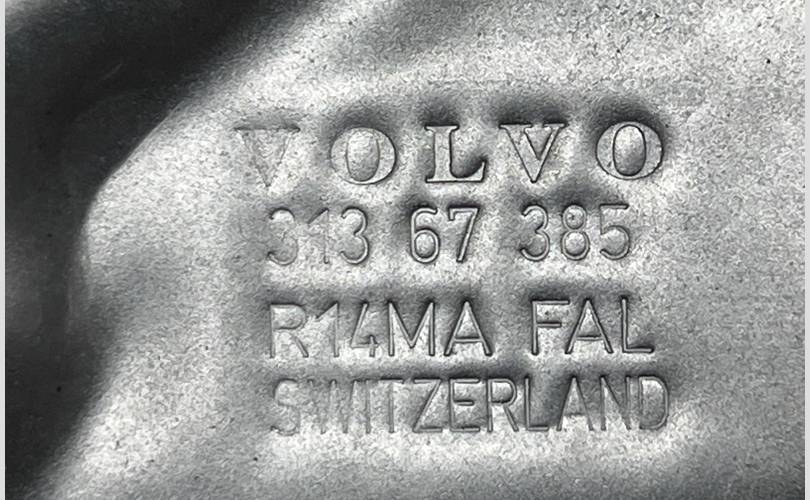 VOLVO
313 67 385
R14MA FAL
SWITZERLAND